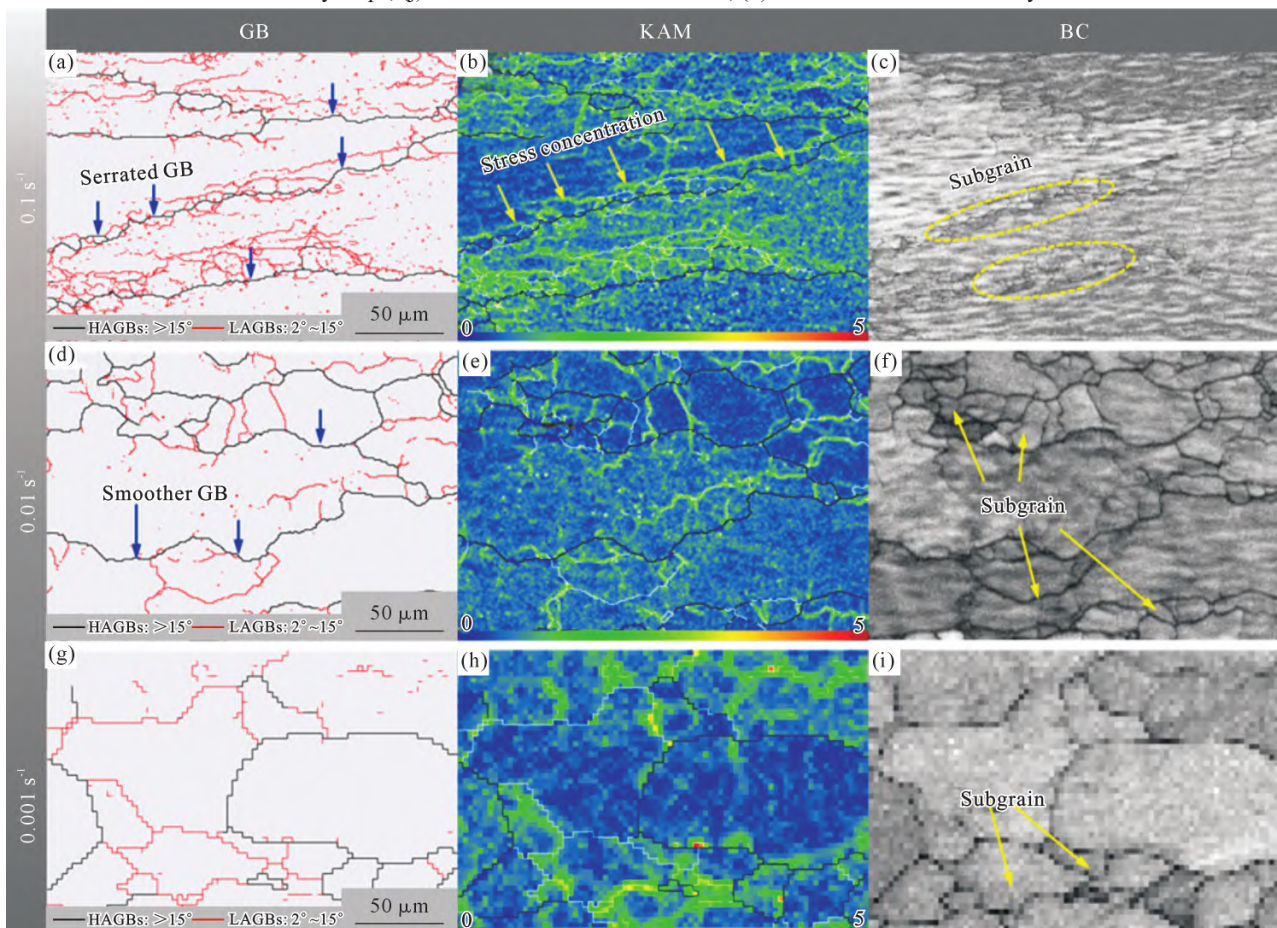 GB KAM BC
0.1 s⁻¹
(a) (b) (c)
Serrated GB
Stress concentration
Subgrain
HAGBs: >15° LAGBs: 2°~15° 50 μm
0 5
0.01 s⁻¹
(d) (e) (f)
Smoother GB
Subgrain
HAGBs: >15° LAGBs: 2°~15° 50 μm
0 5
0.001 s⁻¹
(g) (h) (i)
Subgrain
HAGBs: >15° LAGBs: 2°~15° 50 μm
0 5